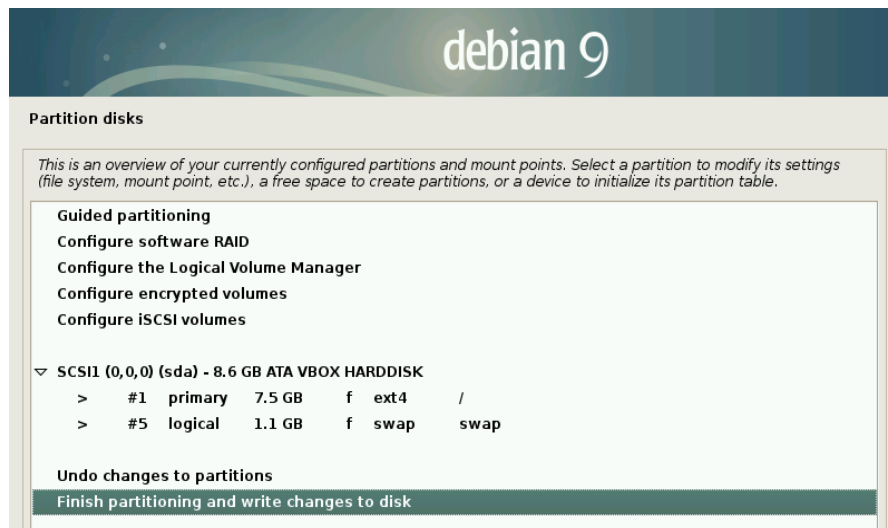 debian 9
Partition disks
This is an overview of your currently configured partitions and mount points. Select a partition to modify its settings
(file system, mount point, etc.), a free space to create partitions, or a device to initialize its partition table.
Guided partitioning
Configure software RAID
Configure the Logical Volume Manager
Configure encrypted volumes
Configure iSCSI volumes
SCSI1 (0,0,0) (sda) - 8.6 GB ATA VBOX HARDDISK
> #1 primary 7.5 GB f ext4 /
> #5 logical 1.1 GB f swap swap
Undo changes to partitions
Finish partitioning and write changes to disk